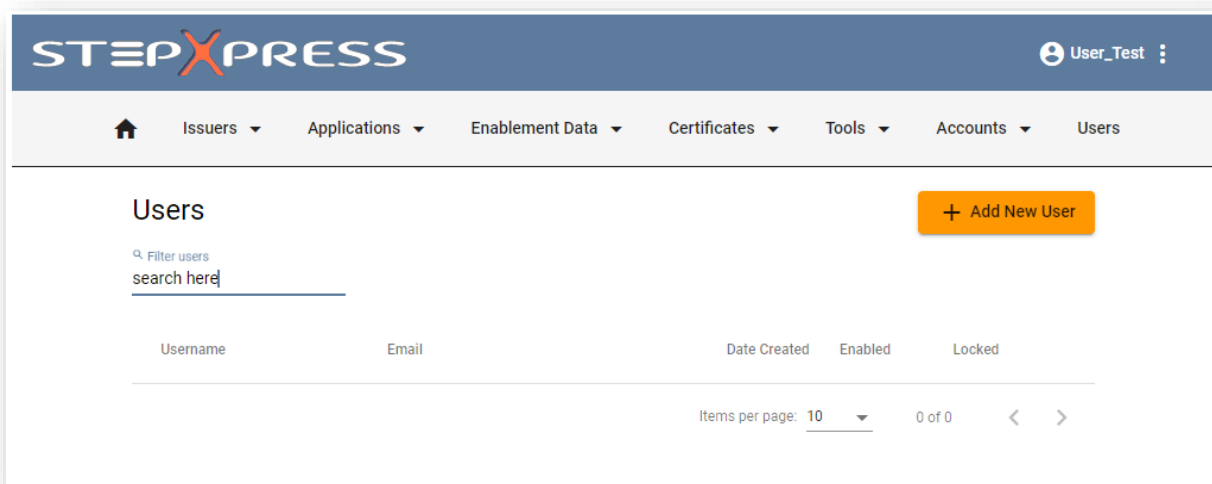 STEPXPRESS
User_Test
Issuers Applications Enablement Data Certificates Tools Accounts Users
Users
+ Add New User
Filter users
search here
Username Email Date Created Enabled Locked
Items per page: 10 0 of 0